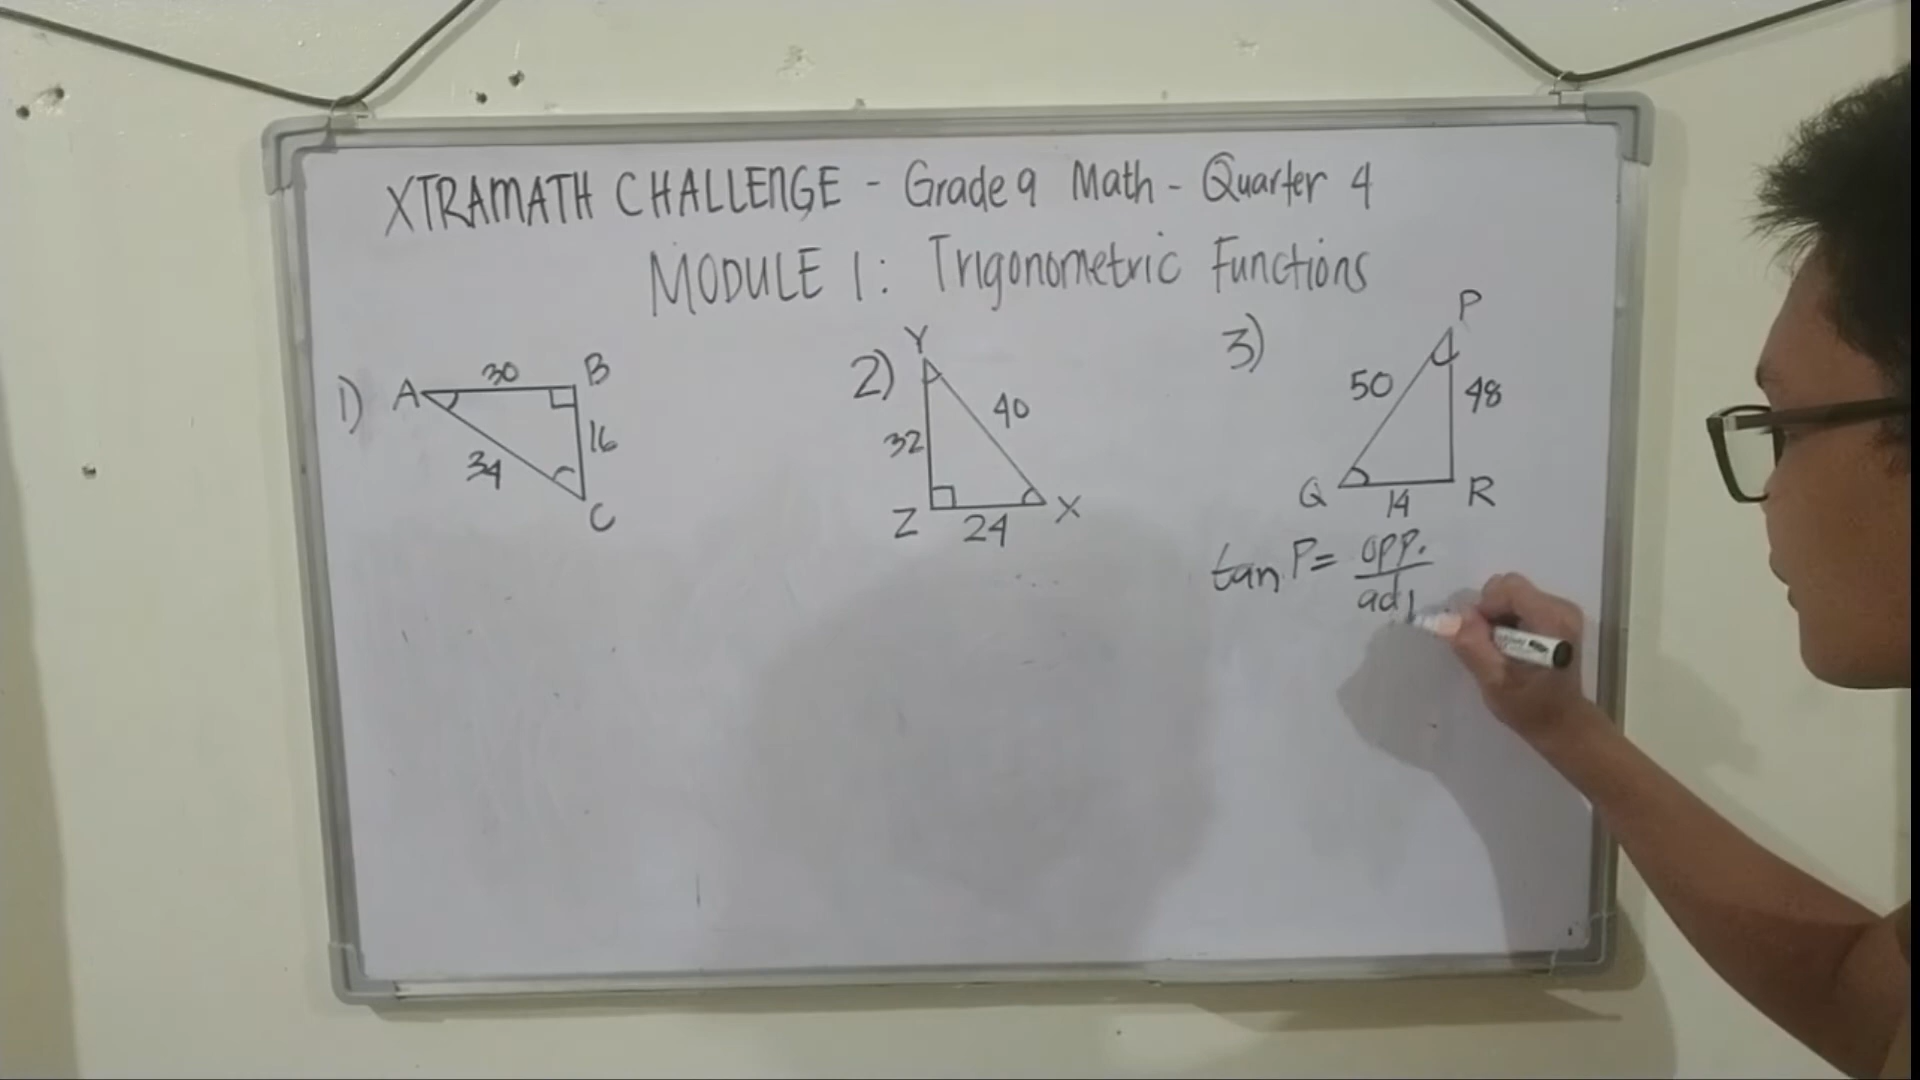 XTRAMATH CHALLENGE - Grade 9 Math - Quarter 4
MODULE 1: Trigonometric Functions
1) A 30 B 16 34 C
2) Y 40 32 Z 24 X
3) P 50 48 Q 14 R
tan P = opp. / adj